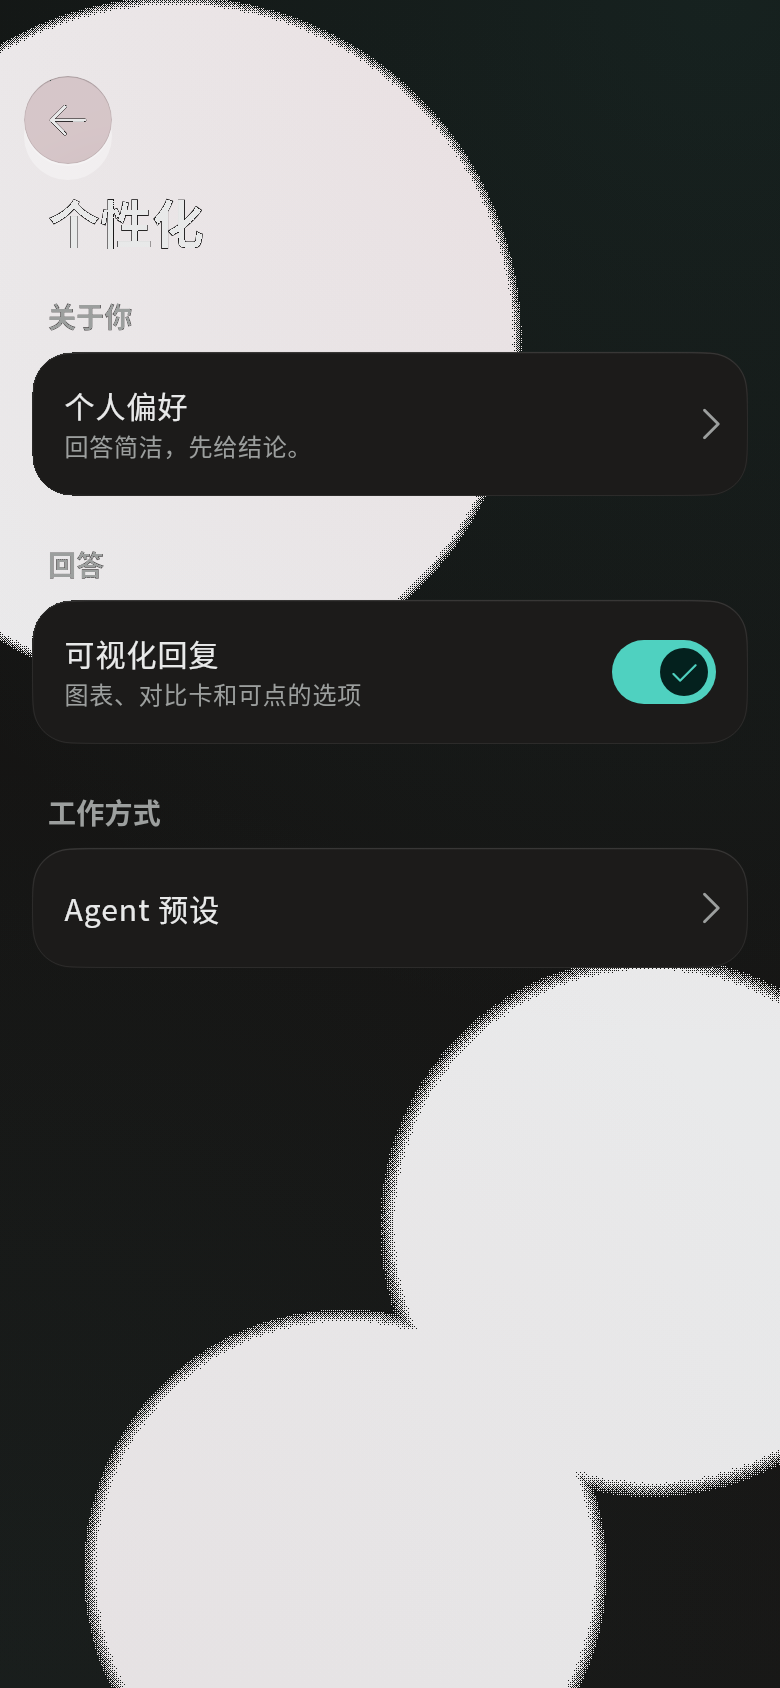 个性化
关于你
个人偏好
回答简洁，先给结论。
回答
可视化回复
图表、对比卡和可点的选项
工作方式
Agent 预设